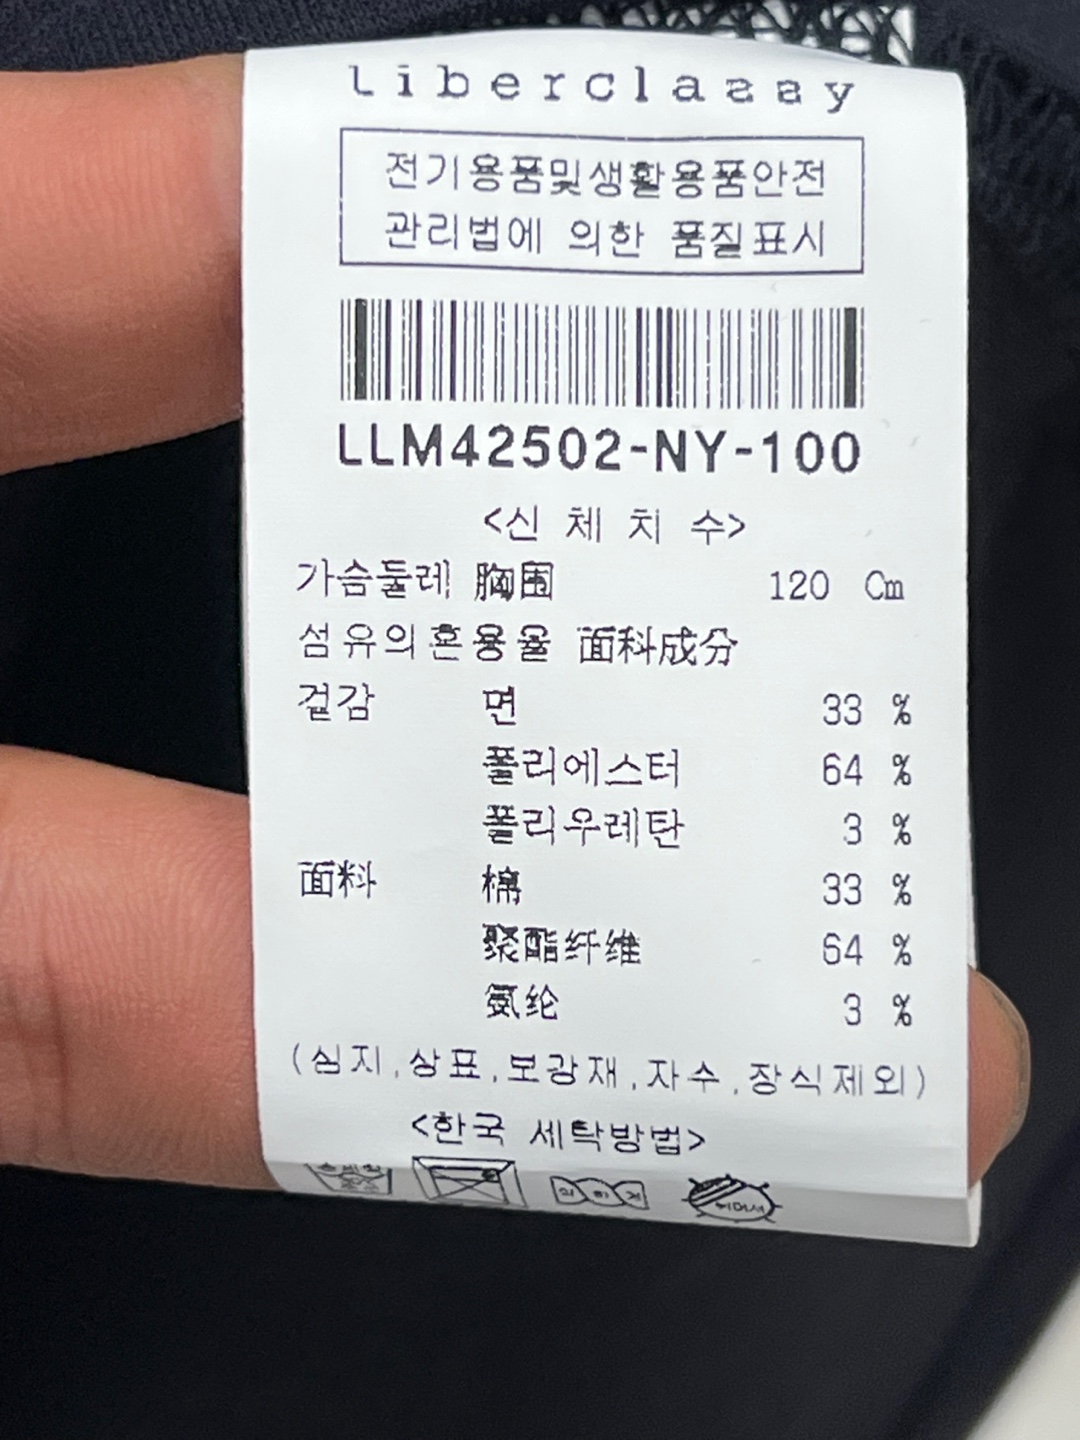 Liberclassy
전기용품및생활용품안전
관리법에 의한 품질표시
LLM42502-NY-100
<신 체 치 수>
가슴둘레 胸围 120 Cm
섬유의혼용율 面料成分
겉감 면 33 %
폴리에스터 64 %
폴리우레탄 3 %
面料 棉 33 %
聚酯纤维 64 %
氨纶 3 %
(심지,상표,보강재,자수,장식제외)
<한국 세탁방법>
뉘어서